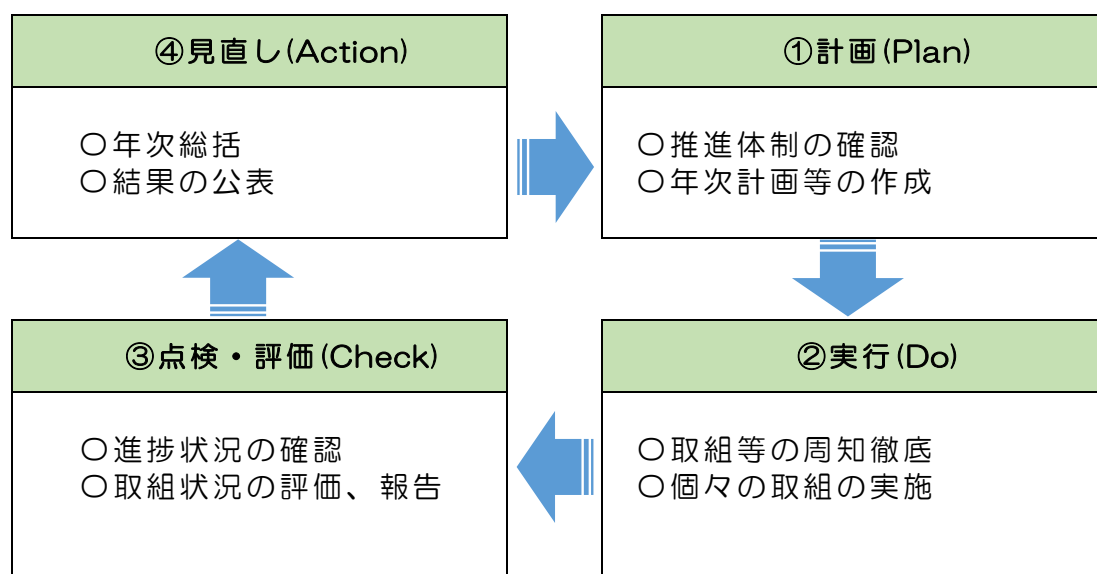 ④見直し(Action)
〇年次総括
〇結果の公表
①計画(Plan)
〇推進体制の確認
〇年次計画等の作成
③点検・評価(Check)
〇進捗状況の確認
〇取組状況の評価、報告
②実行(Do)
〇取組等の周知徹底
〇個々の取組の実施